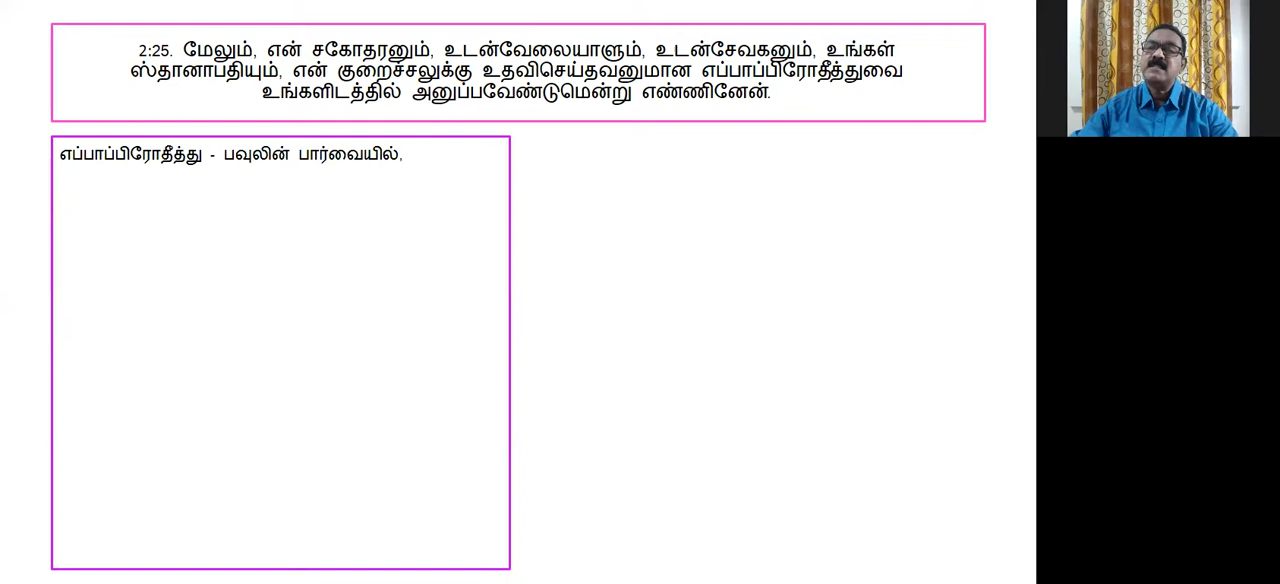 2:25. மேலும், என் சகோதரனும், உடன்வேலையாளும், உடன்சேவகனும், உங்கள்
ஸ்தானாபதியும், என் குறைச்சலுக்கு உதவிசெய்தவனுமான எப்பாப்பிரோதீத்துவை
உங்களிடத்தில் அனுப்பவேண்டுமென்று எண்ணினேன்.
எப்பாப்பிரோதீத்து - பவுலின் பார்வையில்,